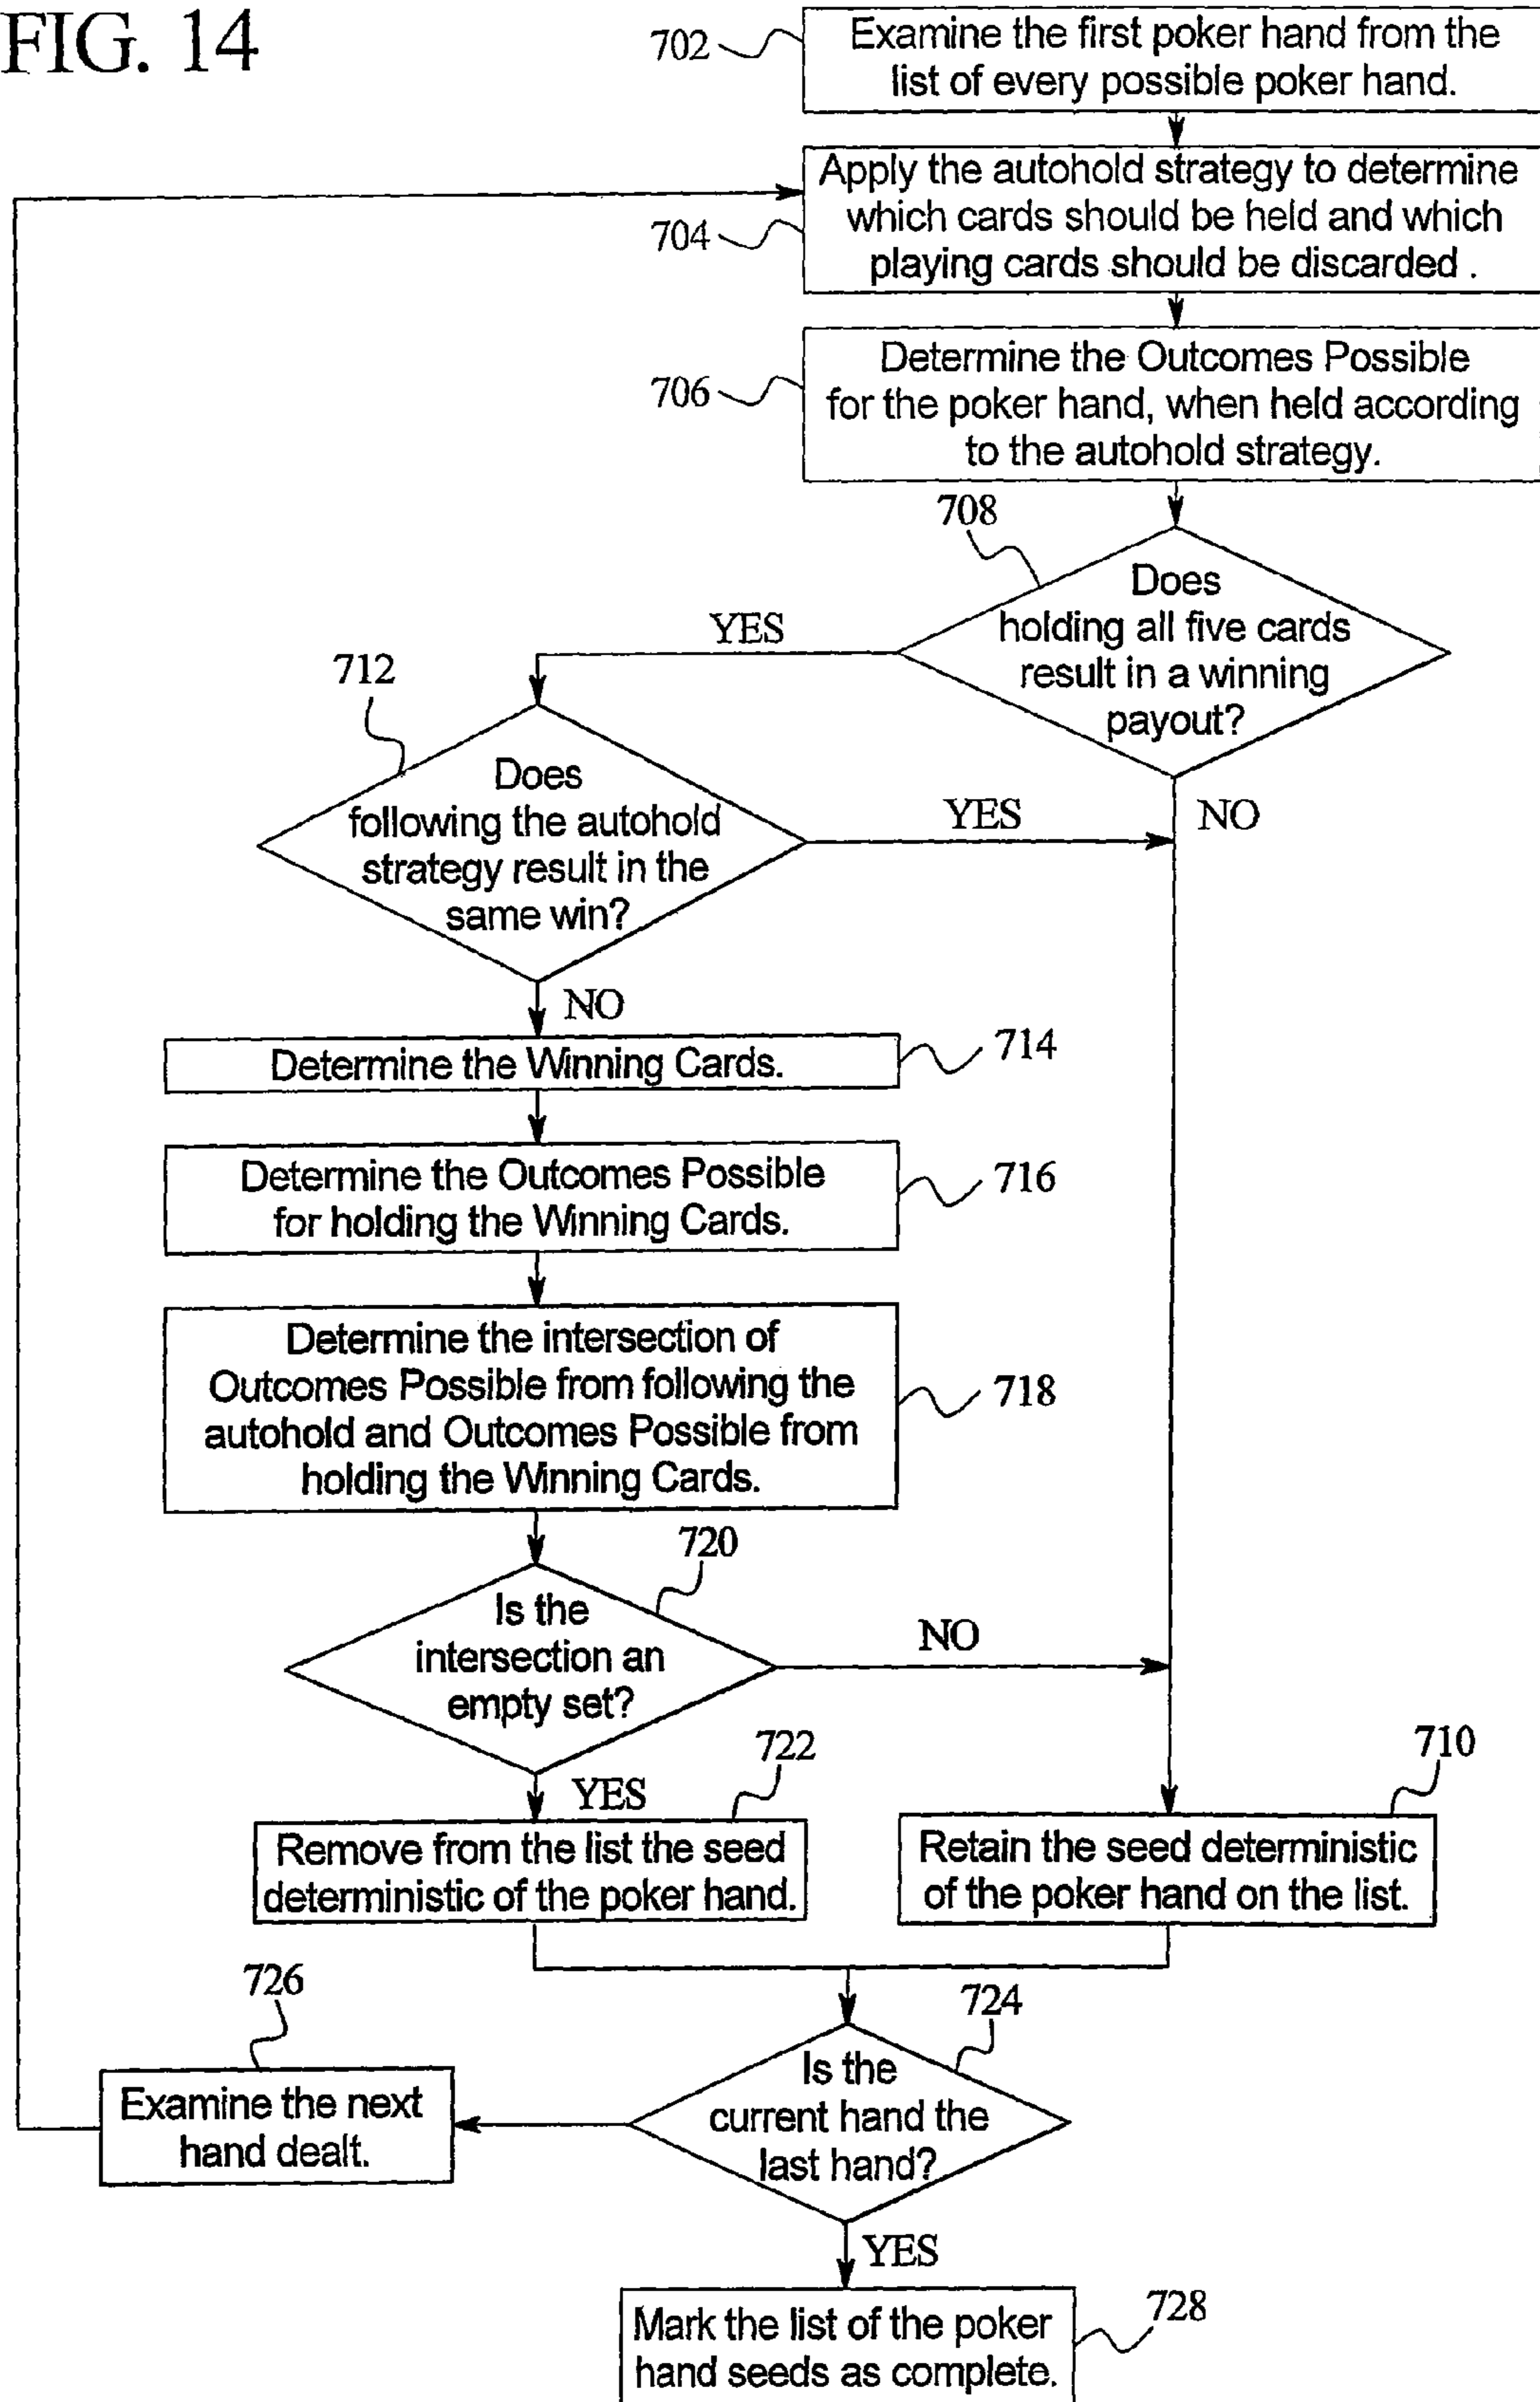 FIG. 14
702
Examine the first poker hand from the
list of every possible poker hand.
704
Apply the autohold strategy to determine
which cards should be held and which
playing cards should be discarded .
706
Determine the Outcomes Possible
for the poker hand, when held according
to the autohold strategy.
708
Does
holding all five cards
result in a winning
payout?
YES
NO
712
Does
following the autohold
strategy result in the
same win?
YES
NO
Determine the Winning Cards.
714
Determine the Outcomes Possible
for holding the Winning Cards.
716
Determine the intersection of
Outcomes Possible from following the
autohold and Outcomes Possible from
holding the Winning Cards.
718
720
Is the
intersection an
empty set?
NO
YES
722
Remove from the list the seed
deterministic of the poker hand.
710
Retain the seed deterministic
of the poker hand on the list.
724
Is the
current hand the
last hand?
726
Examine the next
hand dealt.
YES
Mark the list of the poker
hand seeds as complete.
728